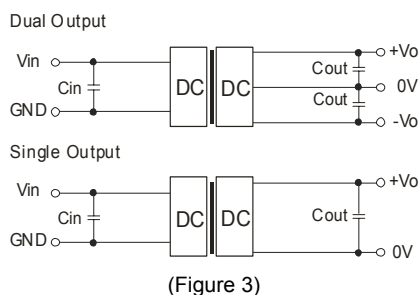 Dual Output
Vin
Cin
GND
DC DC
Cout
Cout
+Vo
0V
-Vo
Single Output
Vin
Cin
GND
DC DC
Cout
+Vo
0V
(Figure 3)